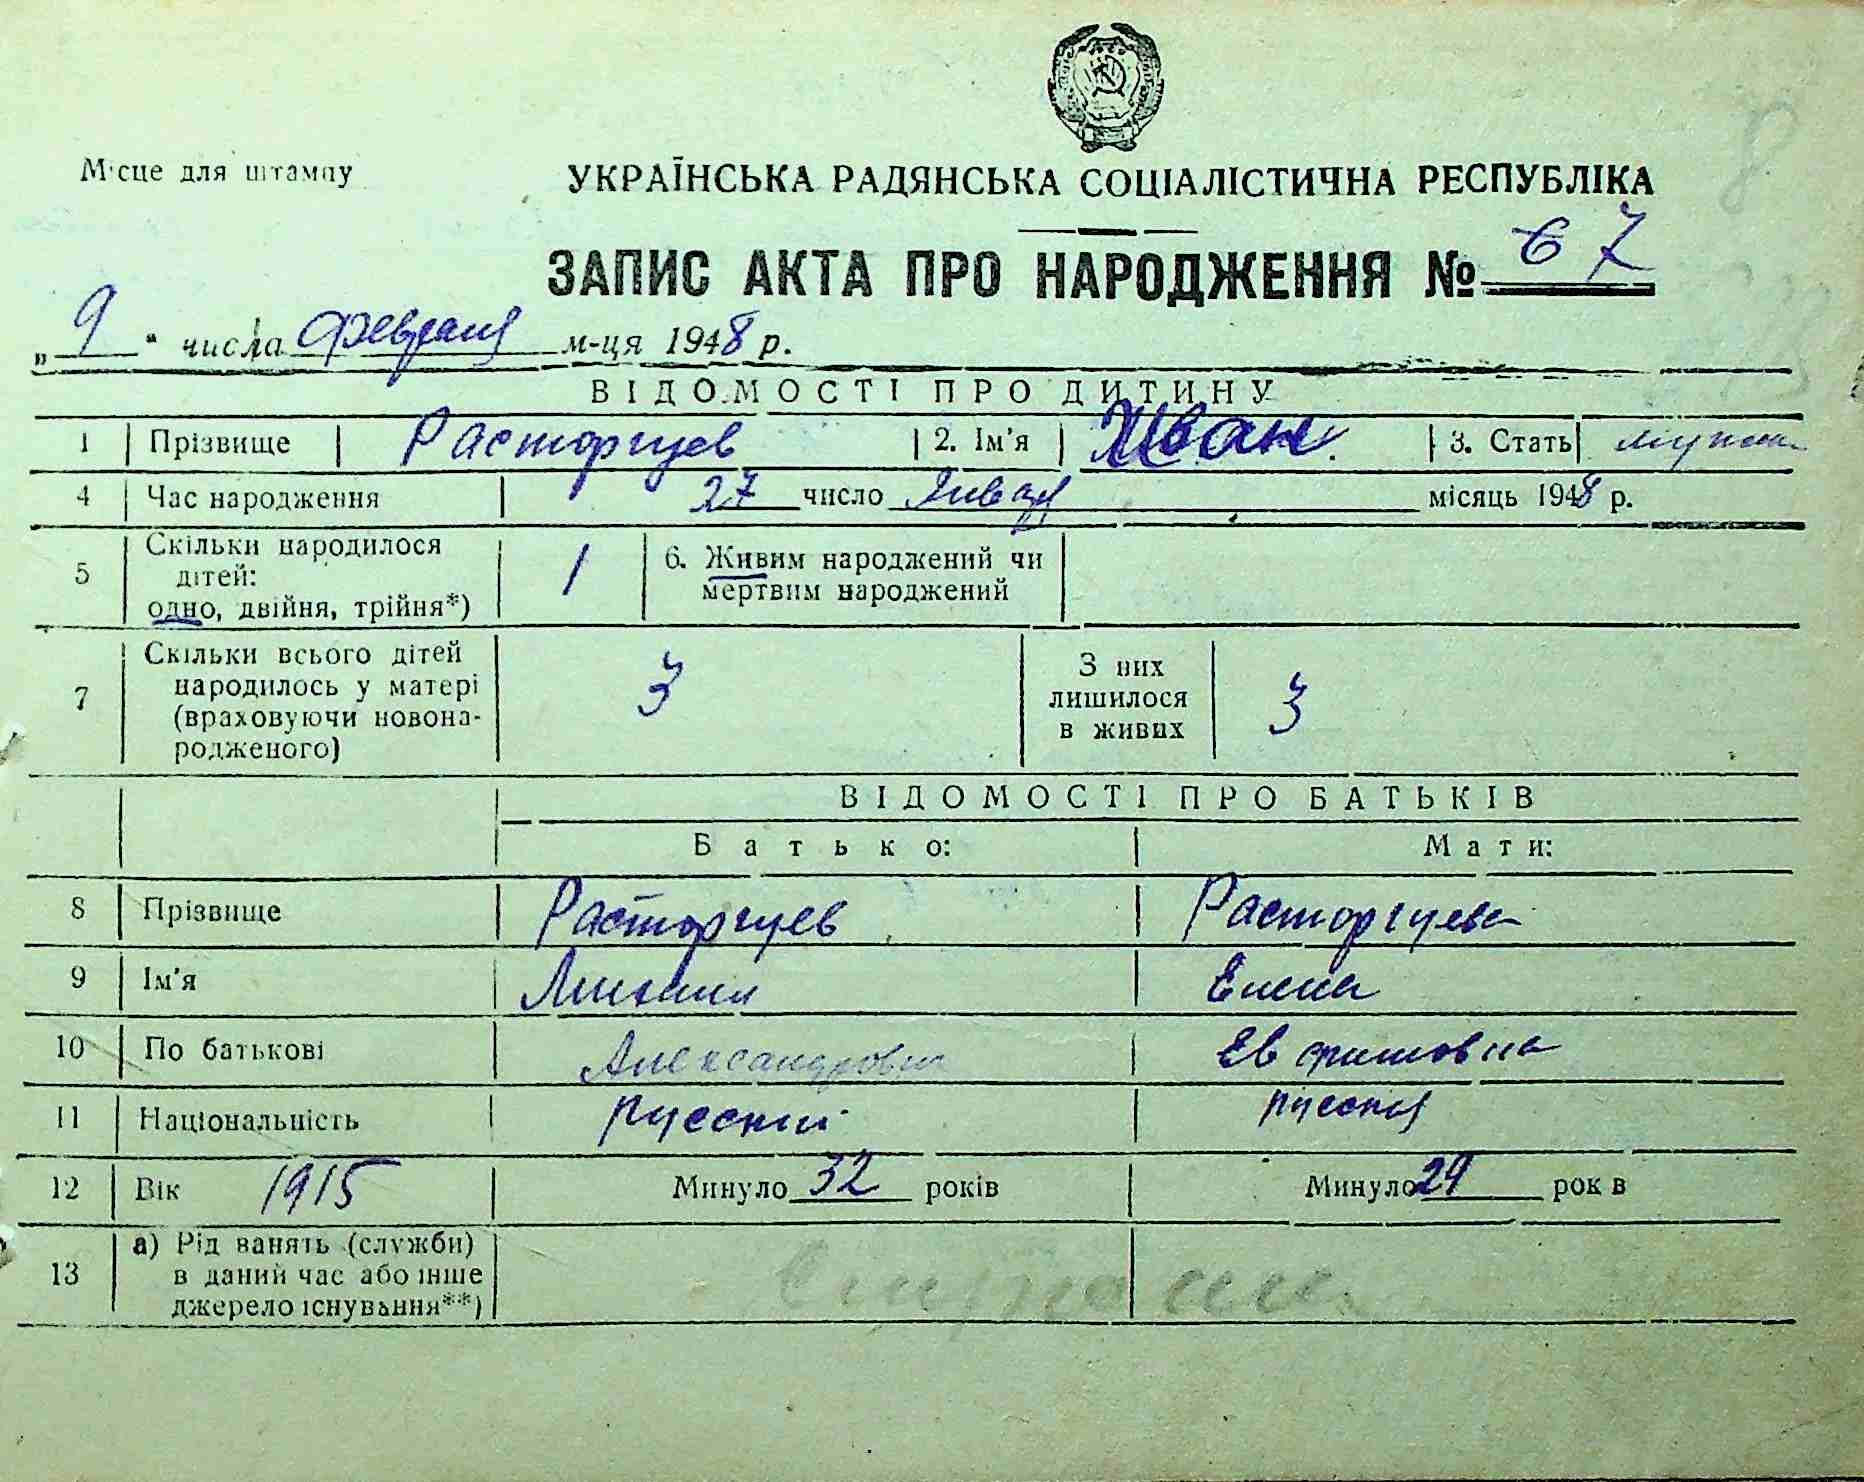 Місце для штампу
УКРАЇНСЬКА РАДЯНСЬКА СОЦІАЛІСТИЧНА РЕСПУБЛІКА
ЗАПИС АКТА ПРО НАРОДЖЕННЯ № 67
„ 9 “ числа февраля м-ця 1948 р.
ВІДОМОСТІ ПРО ДИТИНУ
1 Прізвище Расторгуев 2. Ім'я Иван 3. Стать
4 Час народження 27 число Января місяць 1948 р.
5 Скільки народилося дітей: одно, двійня, трійня*) 1 6. Живим народжений чи мертвим народжений
7 Скільки всього дітей народилось у матері (враховуючи новонародженого) 3 З них лишилося в живих 3
ВІДОМОСТІ ПРО БАТЬКІВ
Батько: Мати:
8 Прізвище Расторгуев Расторгуева
9 Ім'я Михаил Елена
10 По батькові Александрович Евфимовна
11 Національність русский русская
12 Вік 1915 Минуло 32 років Минуло 29 рок в
13 а) Рід занять (служби) в даний час або інше джерело існування**)